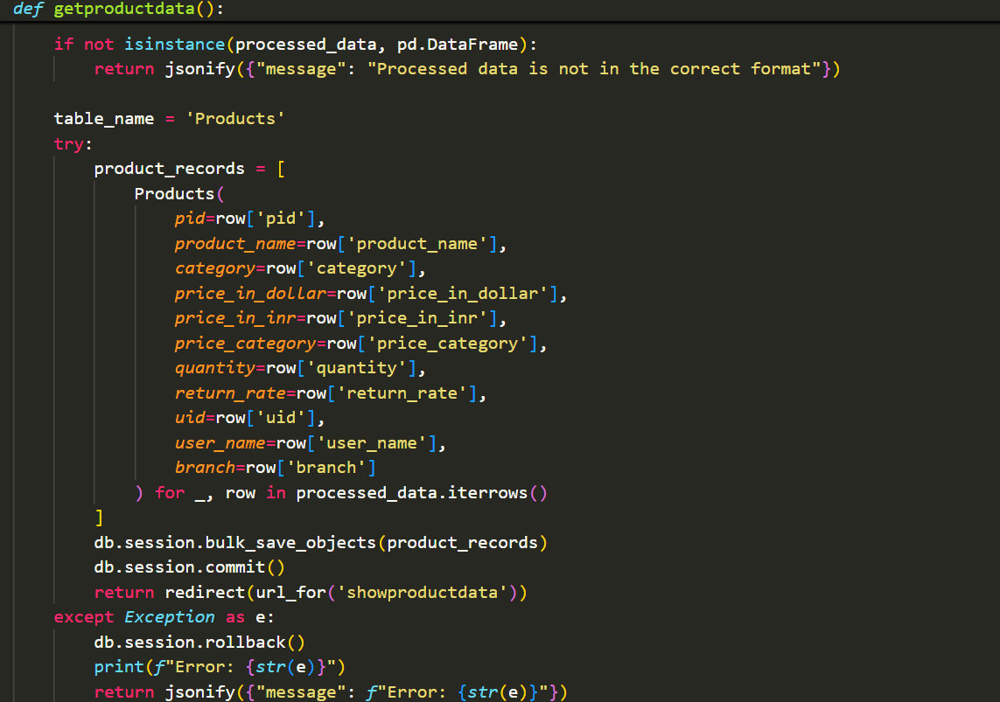 def getproductdata():
if not isinstance(processed_data, pd.DataFrame):
return jsonify({"message": "Processed data is not in the correct format"})
table_name = 'Products'
try:
product_records = [
Products(
pid=row['pid'],
product_name=row['product_name'],
category=row['category'],
price_in_dollar=row['price_in_dollar'],
price_in_inr=row['price_in_inr'],
price_category=row['price_category'],
quantity=row['quantity'],
return_rate=row['return_rate'],
uid=row['uid'],
user_name=row['user_name'],
branch=row['branch']
) for _, row in processed_data.iterrows()
]
db.session.bulk_save_objects(product_records)
db.session.commit()
return redirect(url_for('showproductdata'))
except Exception as e:
db.session.rollback()
print(f"Error: {str(e)}")
return jsonify({"message": f"Error: {str(e)}"})